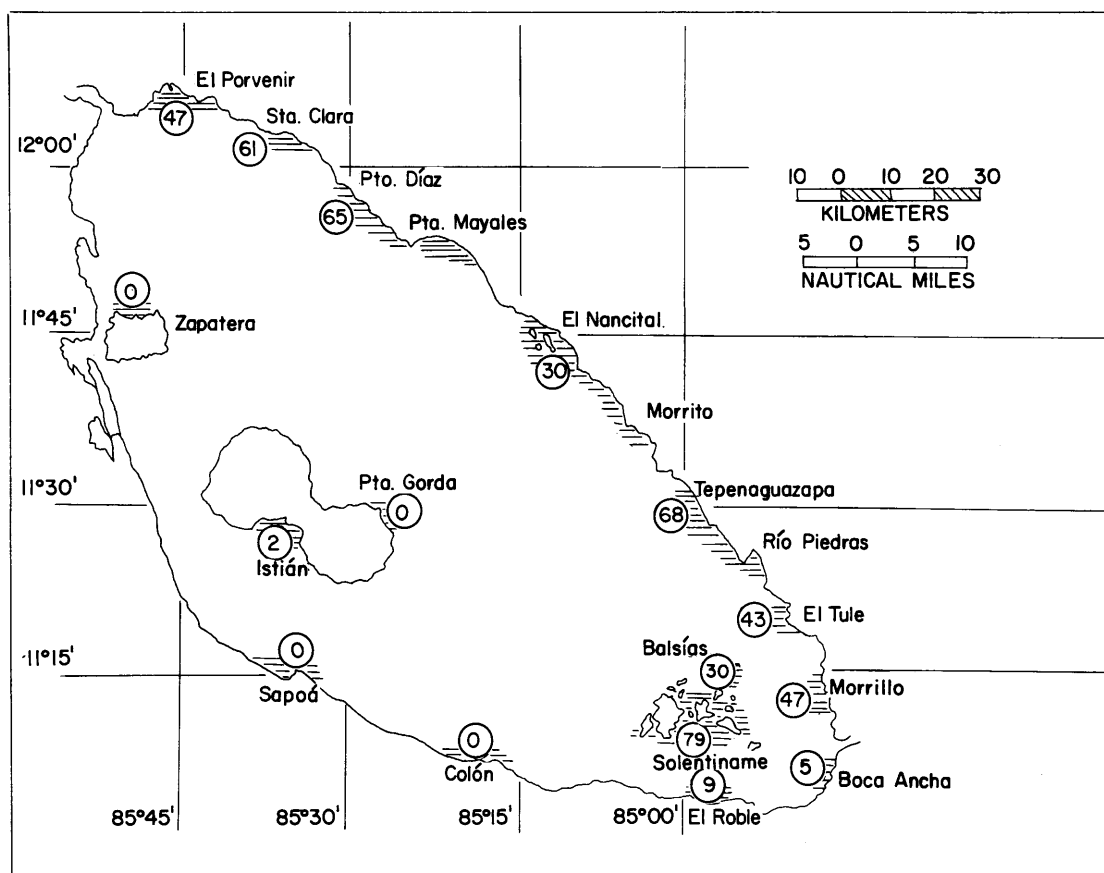 El Porvenir
47
Sta. Clara
61
12°00'
Pto. Díaz
65
Pta. Mayales
10 0 10 20 30
KILOMETERS
5 0 5 10
NAUTICAL MILES
0
Zapatera
11°45'
El Nancital.
30
Morrito
11°30'
Pta. Gorda
0
Tepenaguazapa
68
2
Istián
Río Piedras
43
El Tule
0
11°15'
Sapoá
Balsías
30
47
Morrillo
79
Solentiname
0
Colón
5
Boca Ancha
9
El Roble
85°45'
85°30'
85°15'
85°00'